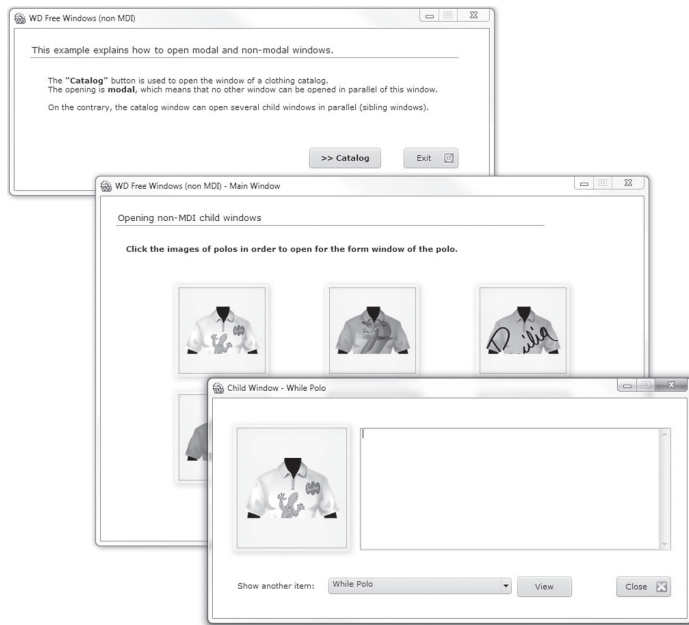 WD Free Windows (non MDI)
This example explains how to open modal and non-modal windows.
The "Catalog" button is used to open the window of a clothing catalog.
The opening is modal, which means that no other window can be opened in parallel of this window.
On the contrary, the catalog window can open several child windows in parallel (sibling windows).
>> Catalog
Exit
WD Free Windows (non MDI) - Main Window
Opening non-MDI child windows
Click the images of polos in order to open for the form window of the polo.
Child Window - While Polo
Show another item:
While Polo
View
Close